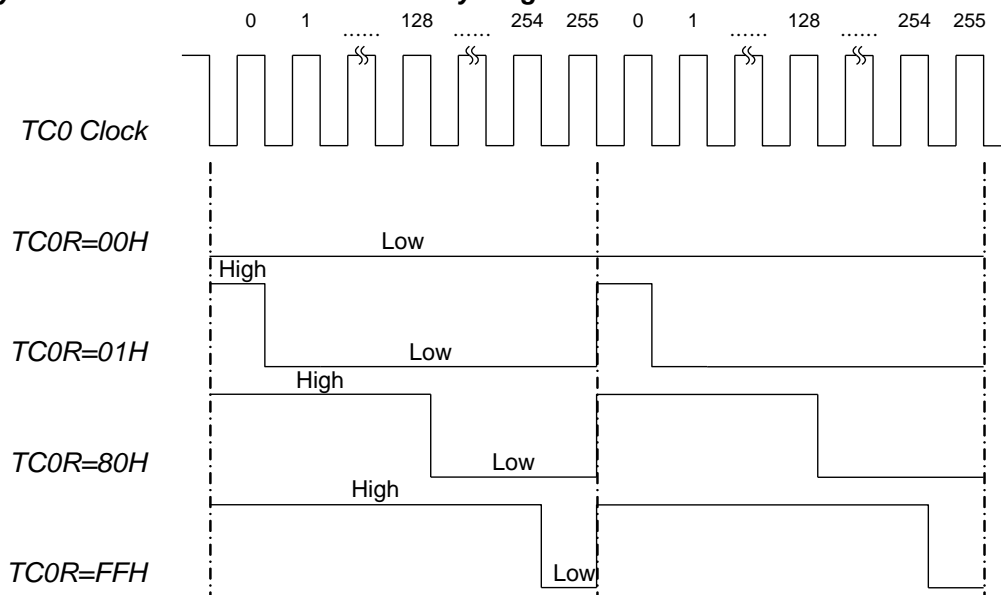 0 1 128 254 255 0 1 128 254 255
...... ...... ...... ......
TC0 Clock
TC0R=00H
Low
High
TC0R=01H
Low
High
TC0R=80H
Low
High
TC0R=FFH
Low